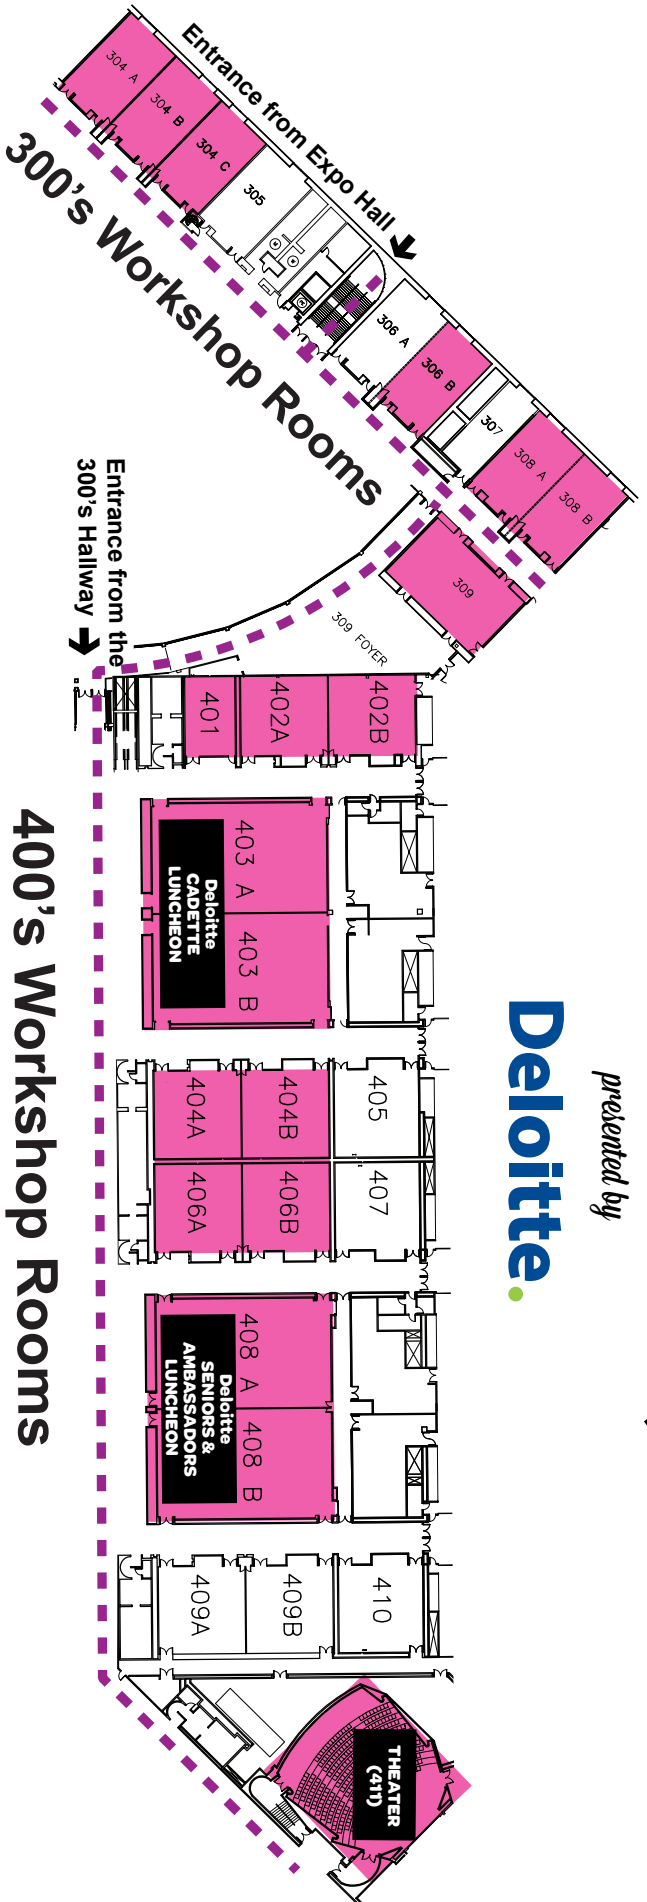 304 A
304 B
304 C
305
Entrance from Expo Hall
306 A
306 B
307
308 A
308 B
300's Workshop Rooms
309
309 FOYER
Entrance from the
300's Hallway
401
402A
402B
403 A
403 B
Deloitte
CADETTE
LUNCHEON
404A
404B
405
406A
406B
407
408 A
408 B
Deloitte
SENIORS &
AMBASSADORS
LUNCHEON
409A
409B
410
THEATER
(411)
400's Workshop Rooms
presented by
Deloitte.